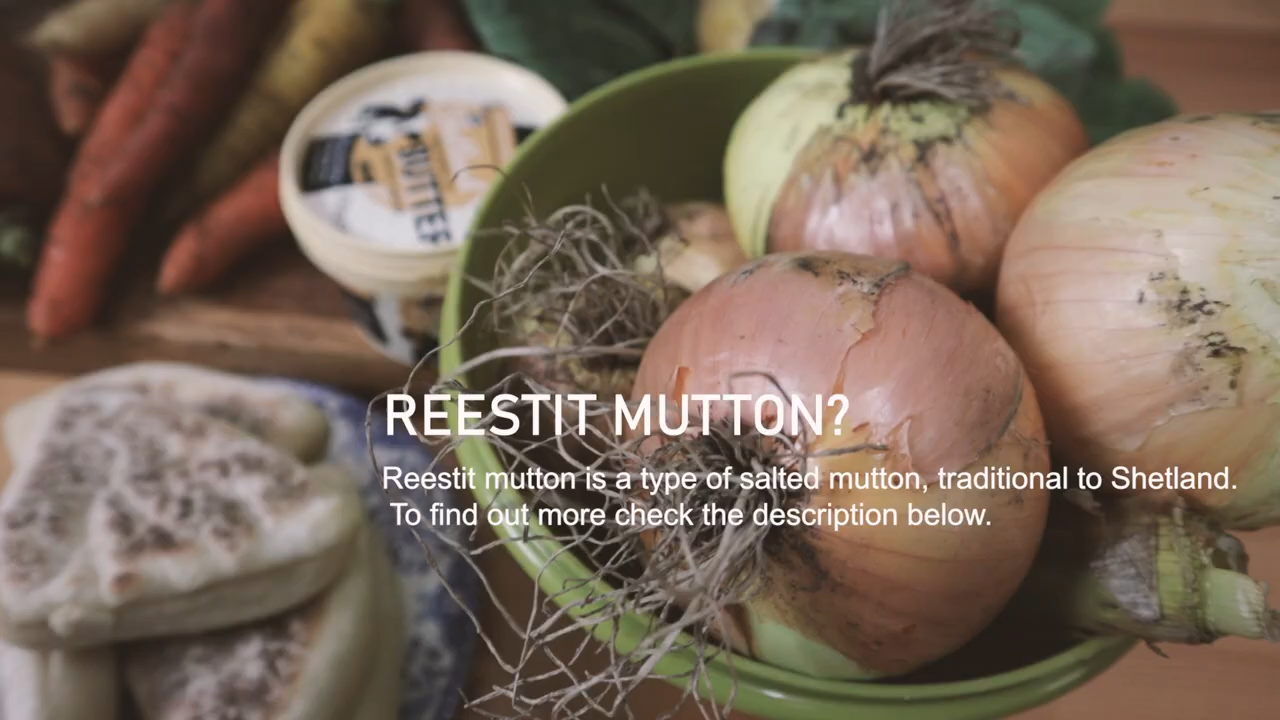 BUTTER
REESTIT MUTTON?
Reestit mutton is a type of salted mutton, traditional to Shetland.
To find out more check the description below.